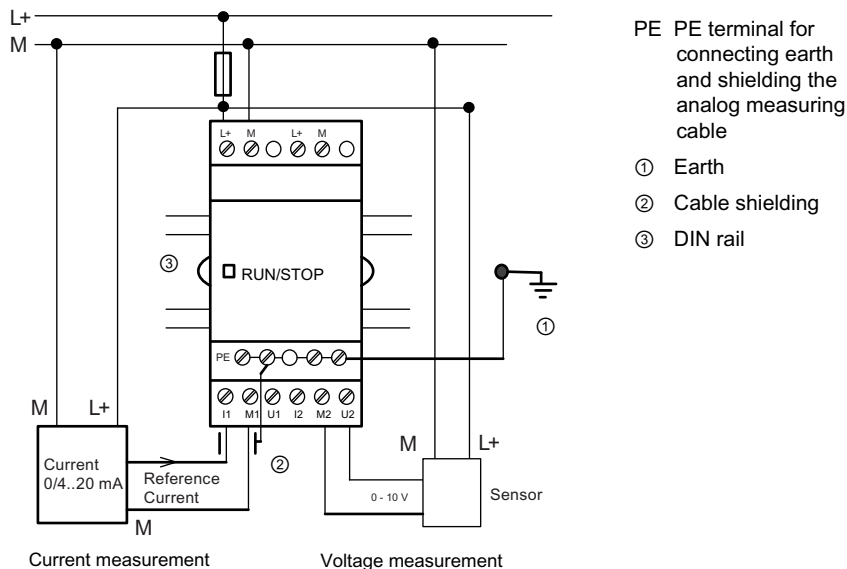 L+
M
PE PE terminal for
connecting earth
and shielding the
analog measuring
cable
① Earth
② Cable shielding
③ DIN rail
L+ M L+ M
③
RUN/STOP
①
PE
I1 M1 U1 I2 M2 U2
M L+
②
M L+
Current
0/4..20 mA
Reference
Current
M
0 - 10 V
Sensor
Current measurement
Voltage measurement